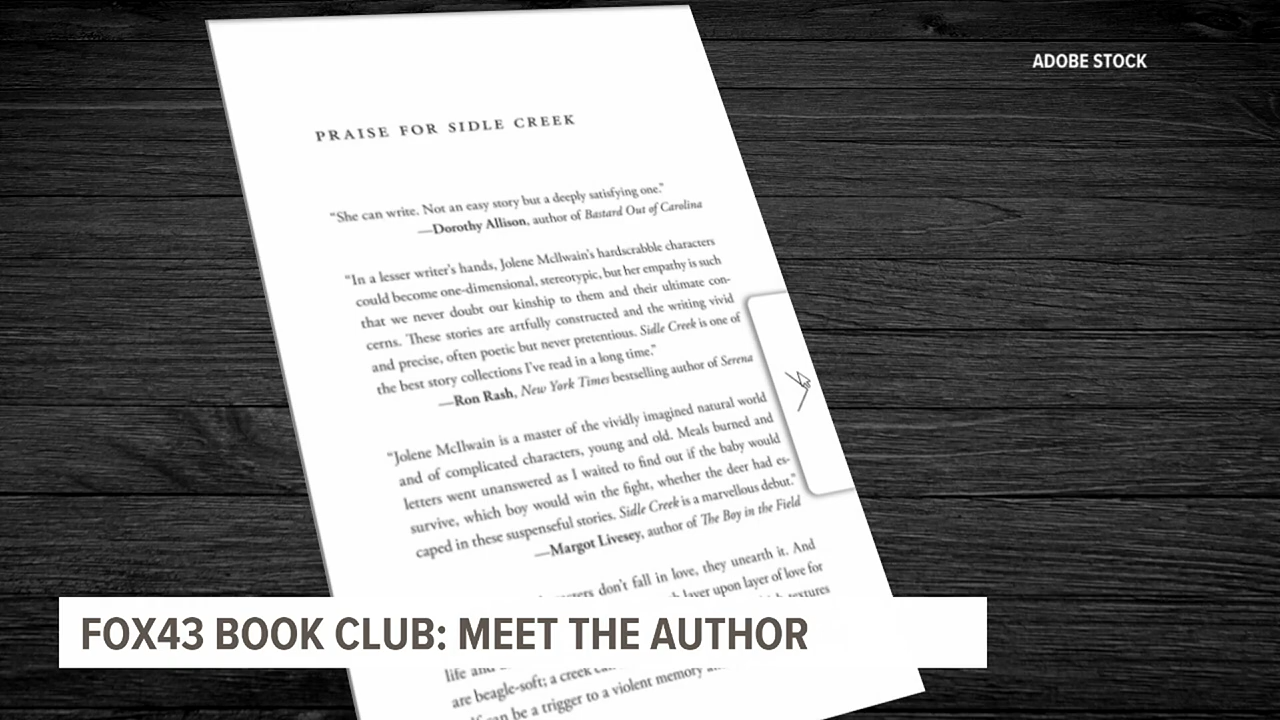 ADOBE STOCK
PRAISE FOR SIDLE CREEK
“She can write. Not an easy story but a deeply satisfying one.”
—Dorothy Allison, author of Bastard Out of Carolina
“In a lesser writer’s hands, Jolene McIlwain’s hardscrabble characters
could become one-dimensional, stereotypic, but her empathy is such
that we never doubt our kinship to them and their ultimate con-
cerns. These stories are artfully constructed and the writing vivid
and precise, often poetic but never pretentious. Sidle Creek is one of
the best story collections I’ve read in a long time.”
—Ron Rash, New York Times bestselling author of Serena
“Jolene McIlwain is a master of the vividly imagined natural world
and of complicated characters, young and old. Meals burned and
letters went unanswered as I waited to find out if the baby would
survive, which boy would win the fight, whether the deer had es-
caped in these suspenseful stories. Sidle Creek is a marvellous debut.”
—Margot Livesey, author of The Boy in the Field
don’t fall in love, they unearth it. And
layer upon layer of love for
textures
FOX43 BOOK CLUB: MEET THE AUTHOR
life and
are beagle-soft; a creek
can be a trigger to a violent memory